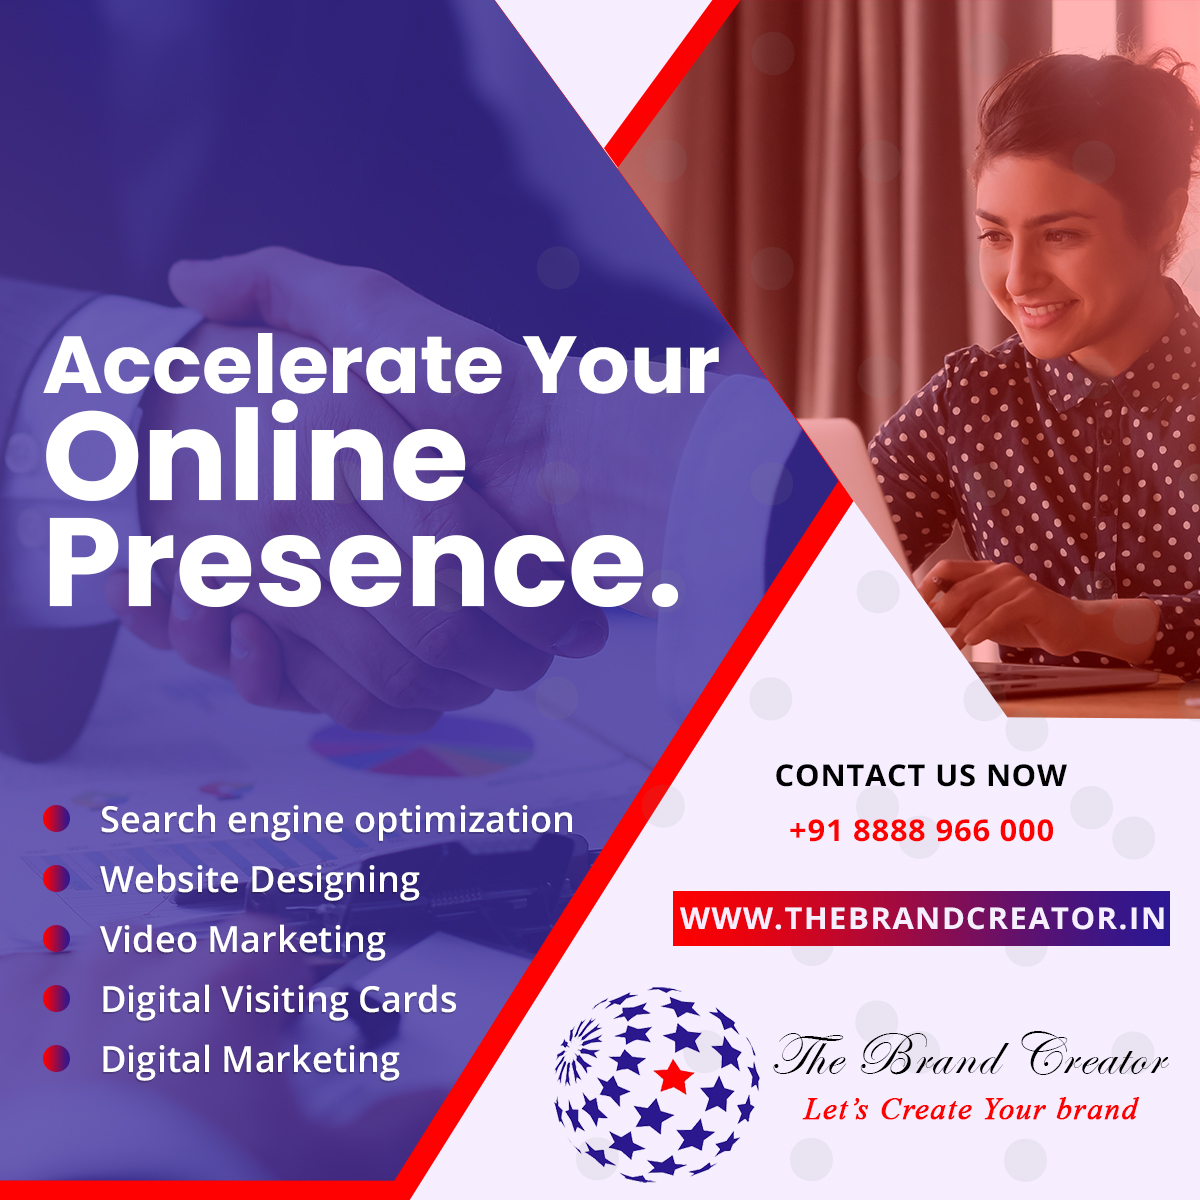 Accelerate Your
Online
Presence.
Search engine optimization
Website Designing
Video Marketing
Digital Visiting Cards
Digital Marketing
CONTACT US NOW
+91 8888 966 000
WWW.THEBRANDCREATOR.IN
The Brand Creator
Let's Create Your brand